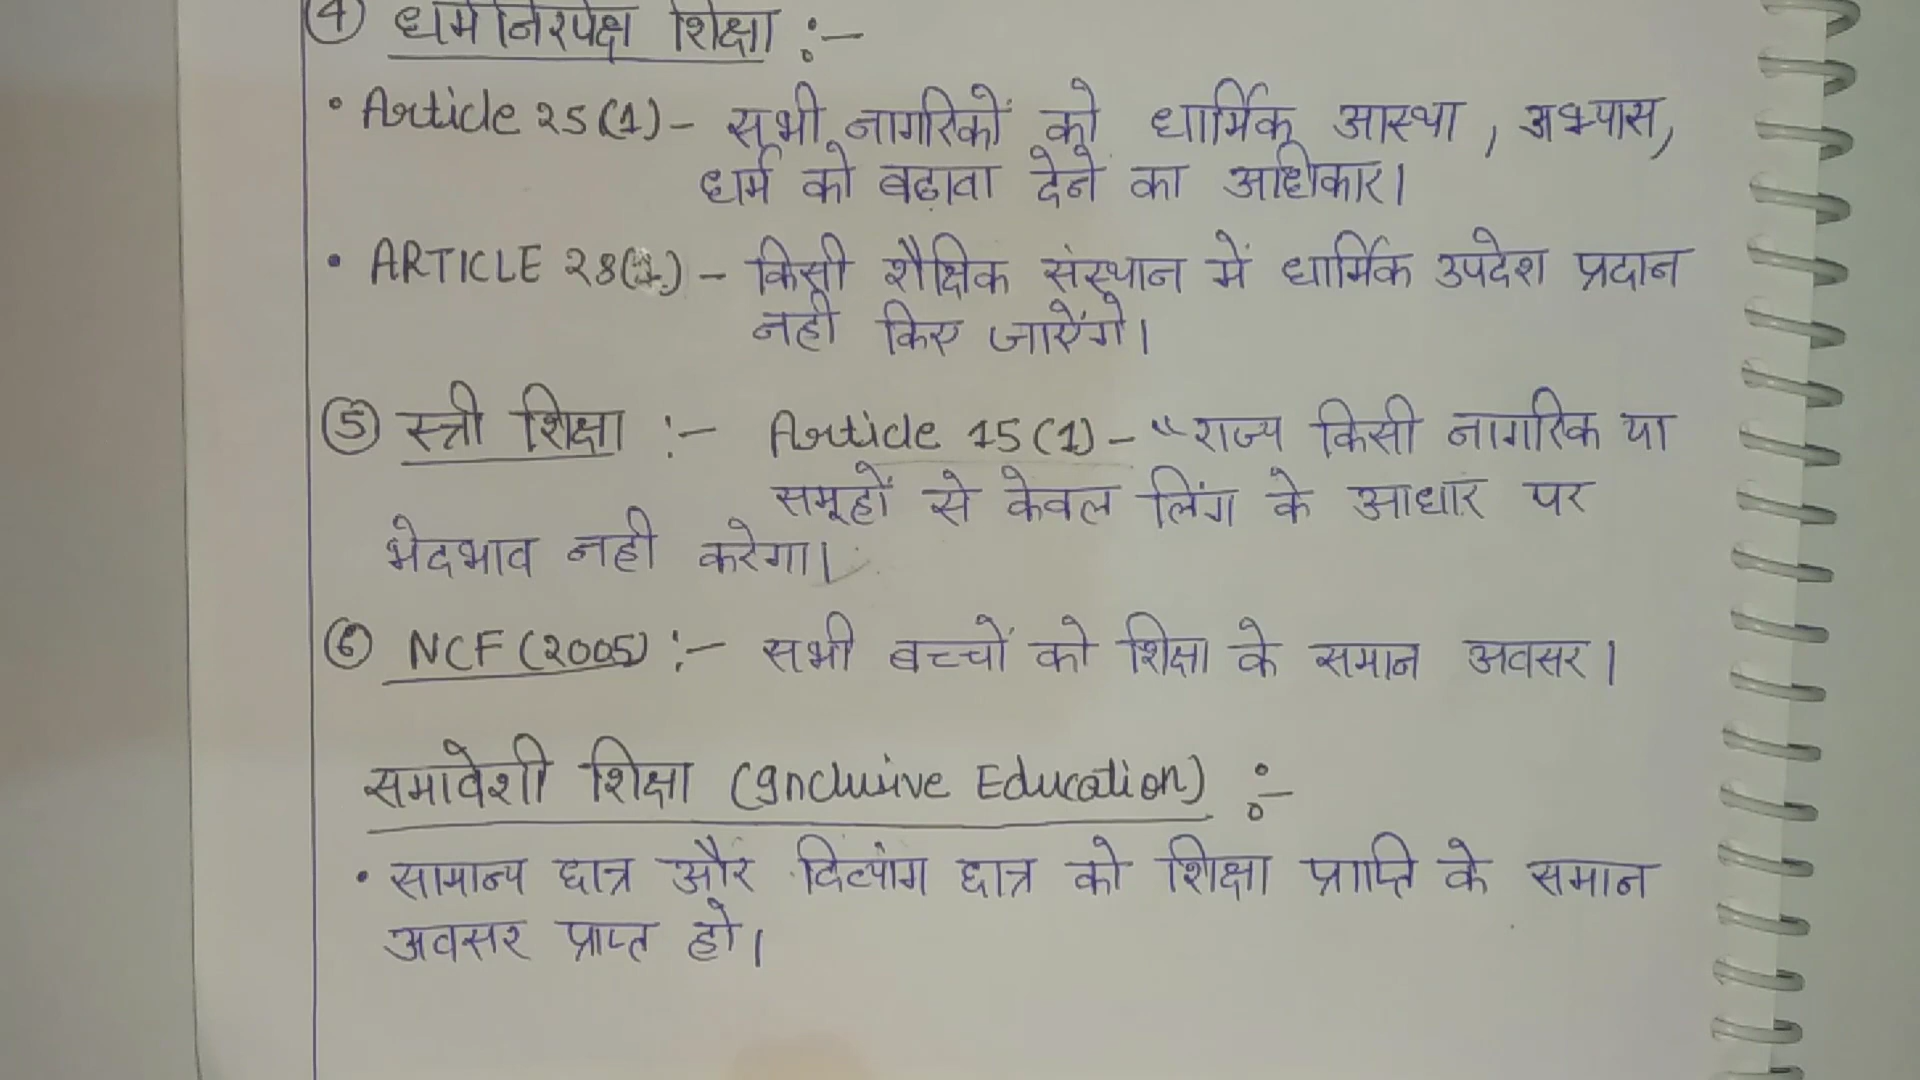 ④ धर्मनिरपेक्ष शिक्षा :-
• Article 25(1) - सभी नागरिकों को धार्मिक आस्था, अभ्यास,
धर्म को बढ़ावा देने का अधिकार।
• ARTICLE 28(1) - किसी शैक्षिक संस्थान में धार्मिक उपदेश प्रदान
नही किए जाऐंगे।
⑤ स्त्री शिक्षा :- Article 15(1) - "राज्य किसी नागरिक या
समूहों से केवल लिंग के आधार पर
भेदभाव नही करेगा।
⑥ NCF (2005) :- सभी बच्चों को शिक्षा के समान अवसर।
समावेशी शिक्षा (Inclusive Education) :-
• सामान्य छात्र और दिव्यांग छात्र को शिक्षा प्राप्ति के समान
अवसर प्राप्त हो।